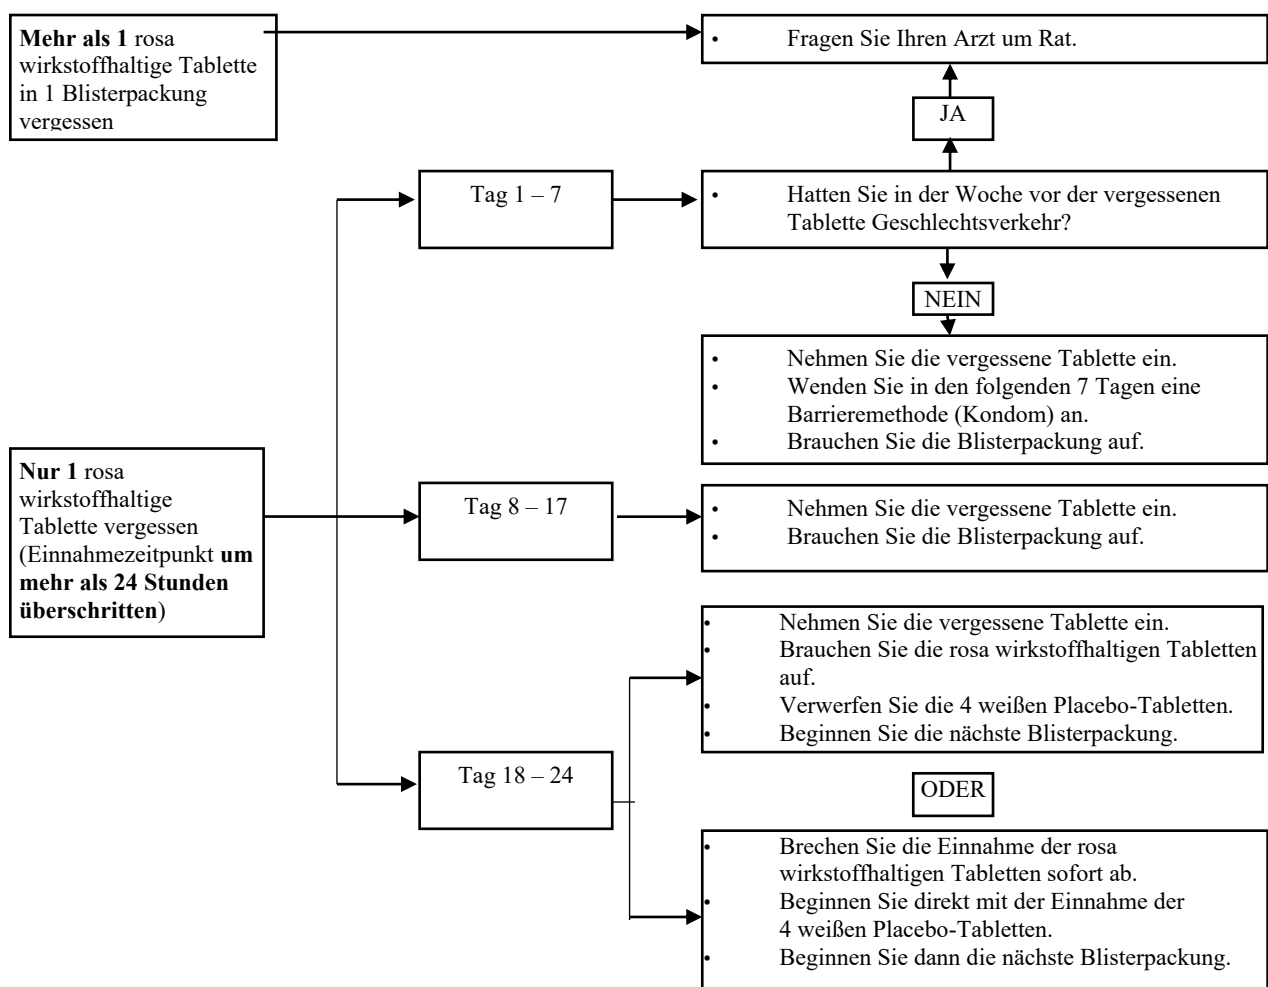 Mehr als 1 rosa
wirkstoffhaltige Tablette
in 1 Blisterpackung
vergessen
• Fragen Sie Ihren Arzt um Rat.
JA
Tag 1 – 7
• Hatten Sie in der Woche vor der vergessenen
Tablette Geschlechtsverkehr?
NEIN
• Nehmen Sie die vergessene Tablette ein.
• Wenden Sie in den folgenden 7 Tagen eine
Barrieremethode (Kondom) an.
• Brauchen Sie die Blisterpackung auf.
Nur 1 rosa
wirkstoffhaltige
Tablette vergessen
(Einnahmezeitpunkt um
mehr als 24 Stunden
überschritten)
Tag 8 – 17
• Nehmen Sie die vergessene Tablette ein.
• Brauchen Sie die Blisterpackung auf.
Tag 18 – 24
• Nehmen Sie die vergessene Tablette ein.
• Brauchen Sie die rosa wirkstoffhaltigen Tabletten
auf.
• Verwerfen Sie die 4 weißen Placebo-Tabletten.
• Beginnen Sie die nächste Blisterpackung.
ODER
• Brechen Sie die Einnahme der rosa
wirkstoffhaltigen Tabletten sofort ab.
• Beginnen Sie direkt mit der Einnahme der
4 weißen Placebo-Tabletten.
• Beginnen Sie dann die nächste Blisterpackung.